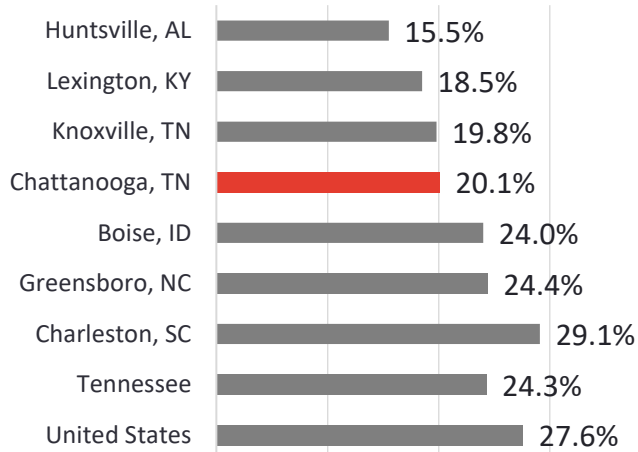 Huntsville, AL 15.5%
Lexington, KY 18.5%
Knoxville, TN 19.8%
Chattanooga, TN 20.1%
Boise, ID 24.0%
Greensboro, NC 24.4%
Charleston, SC 29.1%
Tennessee 24.3%
United States 27.6%